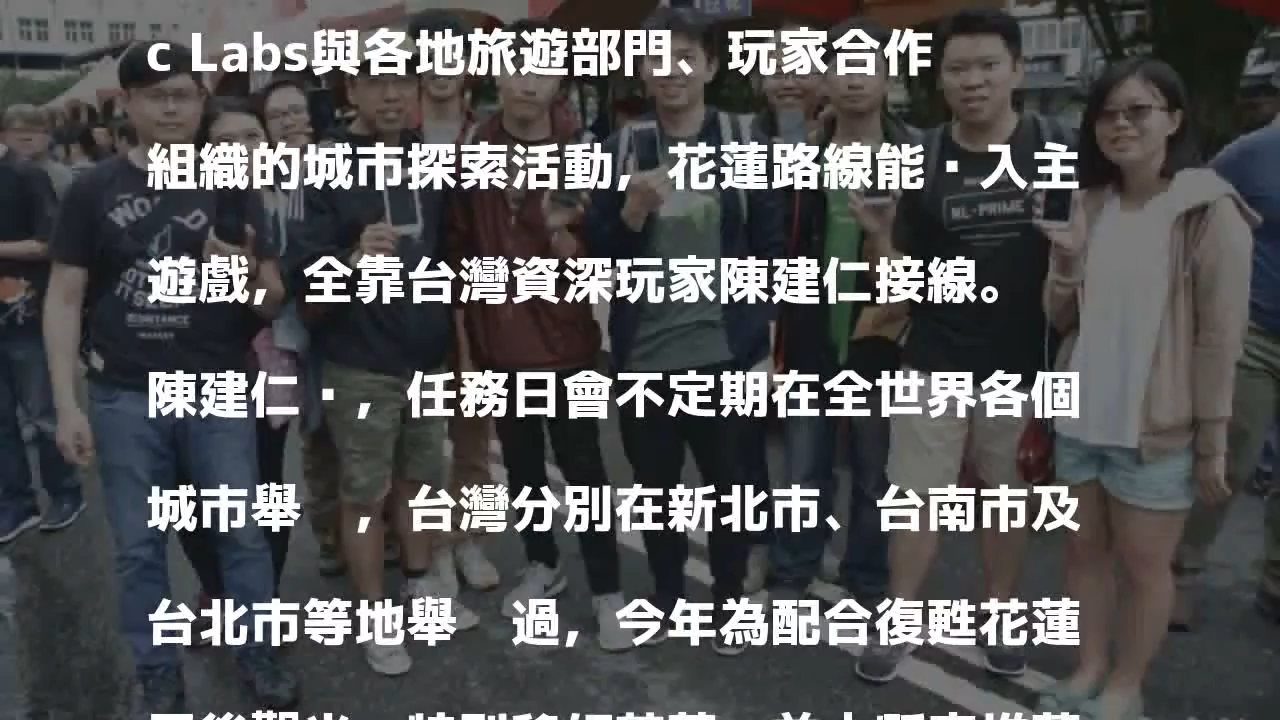 c Labs與各地旅遊部門、玩家合作
組織的城市探索活動，花蓮路線能▪入主
遊戲，全靠台灣資深玩家陳建仁接線。
陳建仁▪，任務日會不定期在全世界各個
城市舉　，台灣分別在新北市、台南市及
台北市等地舉　過，今年為配合復甦花蓮
NL-PRIME